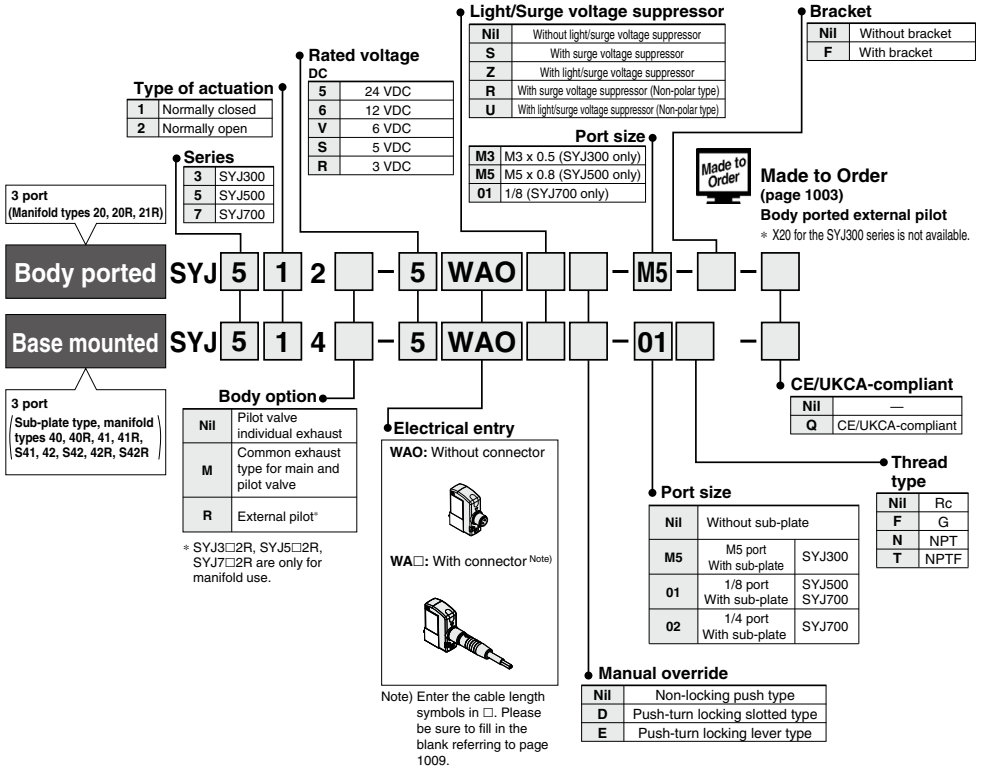 Light/Surge voltage suppressor
Nil Without light/surge voltage suppressor
S With surge voltage suppressor
Z With light/surge voltage suppressor
R With surge voltage suppressor (Non-polar type)
U With light/surge voltage suppressor (Non-polar type)
Bracket
Nil Without bracket
F With bracket
Rated voltage
DC
5 24 VDC
6 12 VDC
V 6 VDC
S 5 VDC
R 3 VDC
Type of actuation
1 Normally closed
2 Normally open
Series
3 SYJ300
5 SYJ500
7 SYJ700
Port size
M3 M3 x 0.5 (SYJ300 only)
M5 M5 x 0.8 (SYJ500 only)
01 1/8 (SYJ700 only)
Made to
Order
Made to Order
(page 1003)
Body ported external pilot
* X20 for the SYJ300 series is not available.
3 port
(Manifold types 20, 20R, 21R)
Body ported SYJ 5 1 2 □ - 5 WAO □ □ - M5 - □ - □
Base mounted SYJ 5 1 4 □ - 5 WAO □ □ - 01 □ - □
3 port
(Sub-plate type, manifold
types 40, 40R, 41, 41R,
S41, 42, S42, 42R, S42R)
Body option
Nil Pilot valve
individual exhaust
M Common exhaust
type for main and
pilot valve
R External pilot*
* SYJ3□2R, SYJ5□2R,
SYJ7□2R are only for
manifold use.
Electrical entry
WAO: Without connector
WA□: With connector Note)
Note) Enter the cable length
symbols in □. Please
be sure to fill in the
blank referring to page
1009.
CE/UKCA-compliant
Nil —
Q CE/UKCA-compliant
Thread
type
Nil Rc
F G
N NPT
T NPTF
Port size
Nil Without sub-plate
M5 M5 port
With sub-plate SYJ300
01 1/8 port
With sub-plate SYJ500
SYJ700
02 1/4 port
With sub-plate SYJ700
Manual override
Nil Non-locking push type
D Push-turn locking slotted type
E Push-turn locking lever type